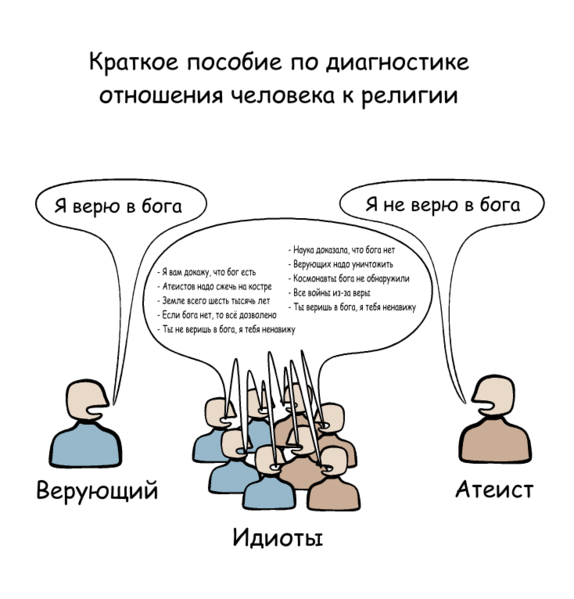 Краткое пособие по диагностике
отношения человека к религии
Я верю в бога
Я не верю в бога
- Я вам докажу, что бог есть
- Атеистов надо сжечь на костре
- Земле всего шесть тысячь лет
- Если бога нет, то всё дозволено
- Ты не веришь в бога, я тебя ненавижу
- Наука доказала, что бога нет
- Верующих надо уничтожить
- Космонавты бога не обнаружили
- Все войны из-за веры
- Ты веришь в бога, я тебя ненавижу
Верующий
Атеист
Идиоты